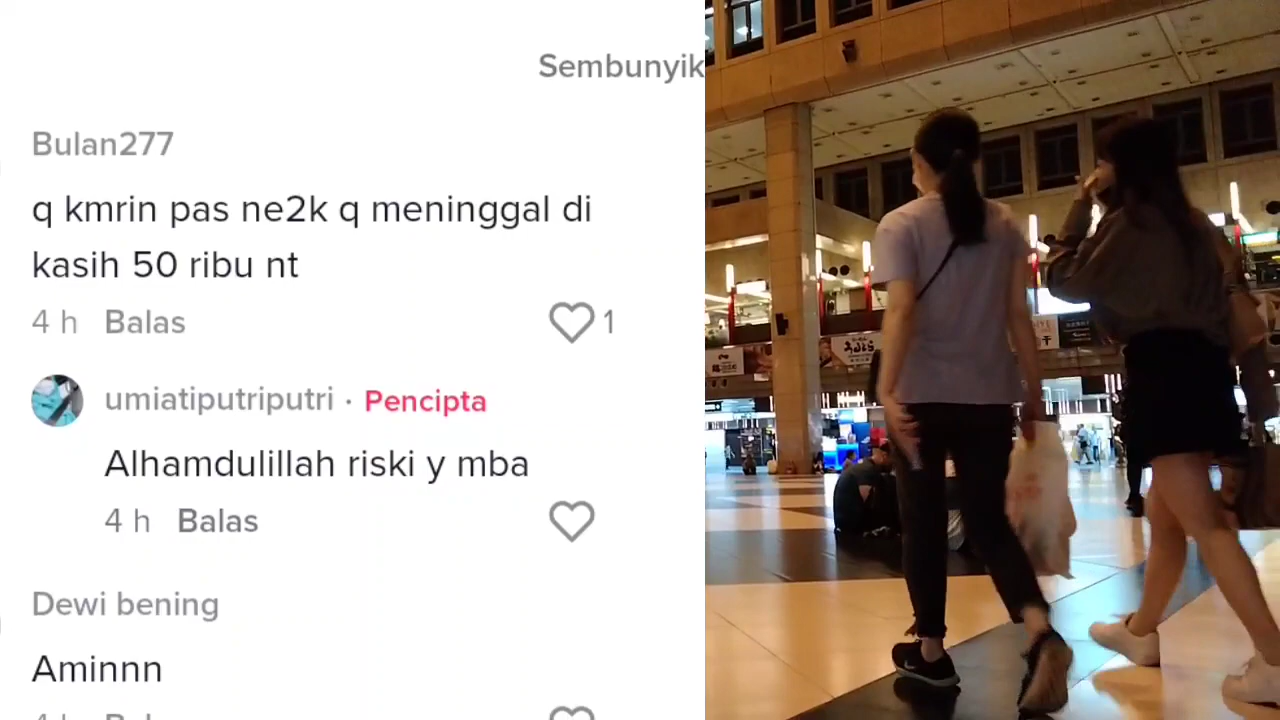 Sembunyik
Bulan277
q kmrin pas ne2k q meninggal di
kasih 50 ribu nt
4 h Balas
1
umiatiputriputri · Pencipta
Alhamdulillah riski y mba
4 h Balas
Dewi bening
Aminnn